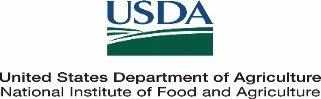 USDA
United States Department of Agriculture
National Institute of Food and Agriculture